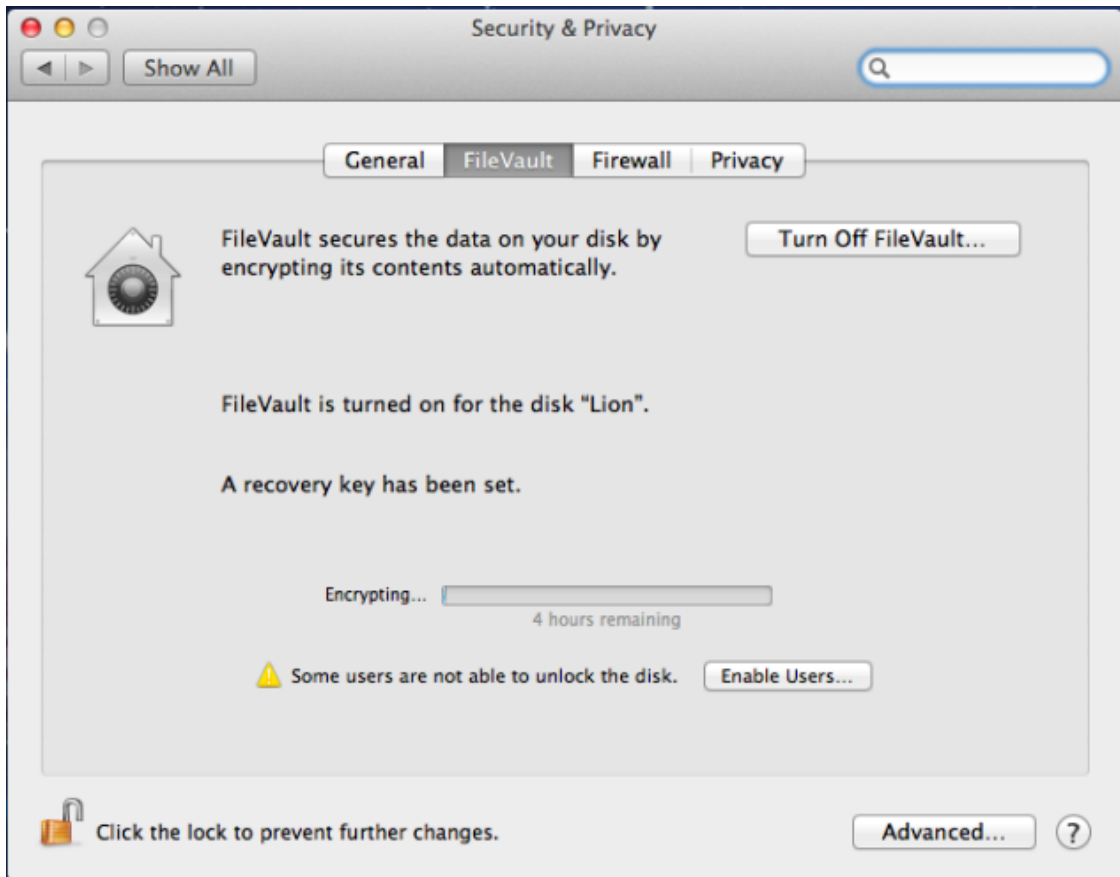 Security & Privacy
Show All
General FileVault Firewall Privacy
FileVault secures the data on your disk by
encrypting its contents automatically.
Turn Off FileVault...
FileVault is turned on for the disk “Lion”.
A recovery key has been set.
Encrypting...
4 hours remaining
Some users are not able to unlock the disk. Enable Users...
Click the lock to prevent further changes. Advanced... ?